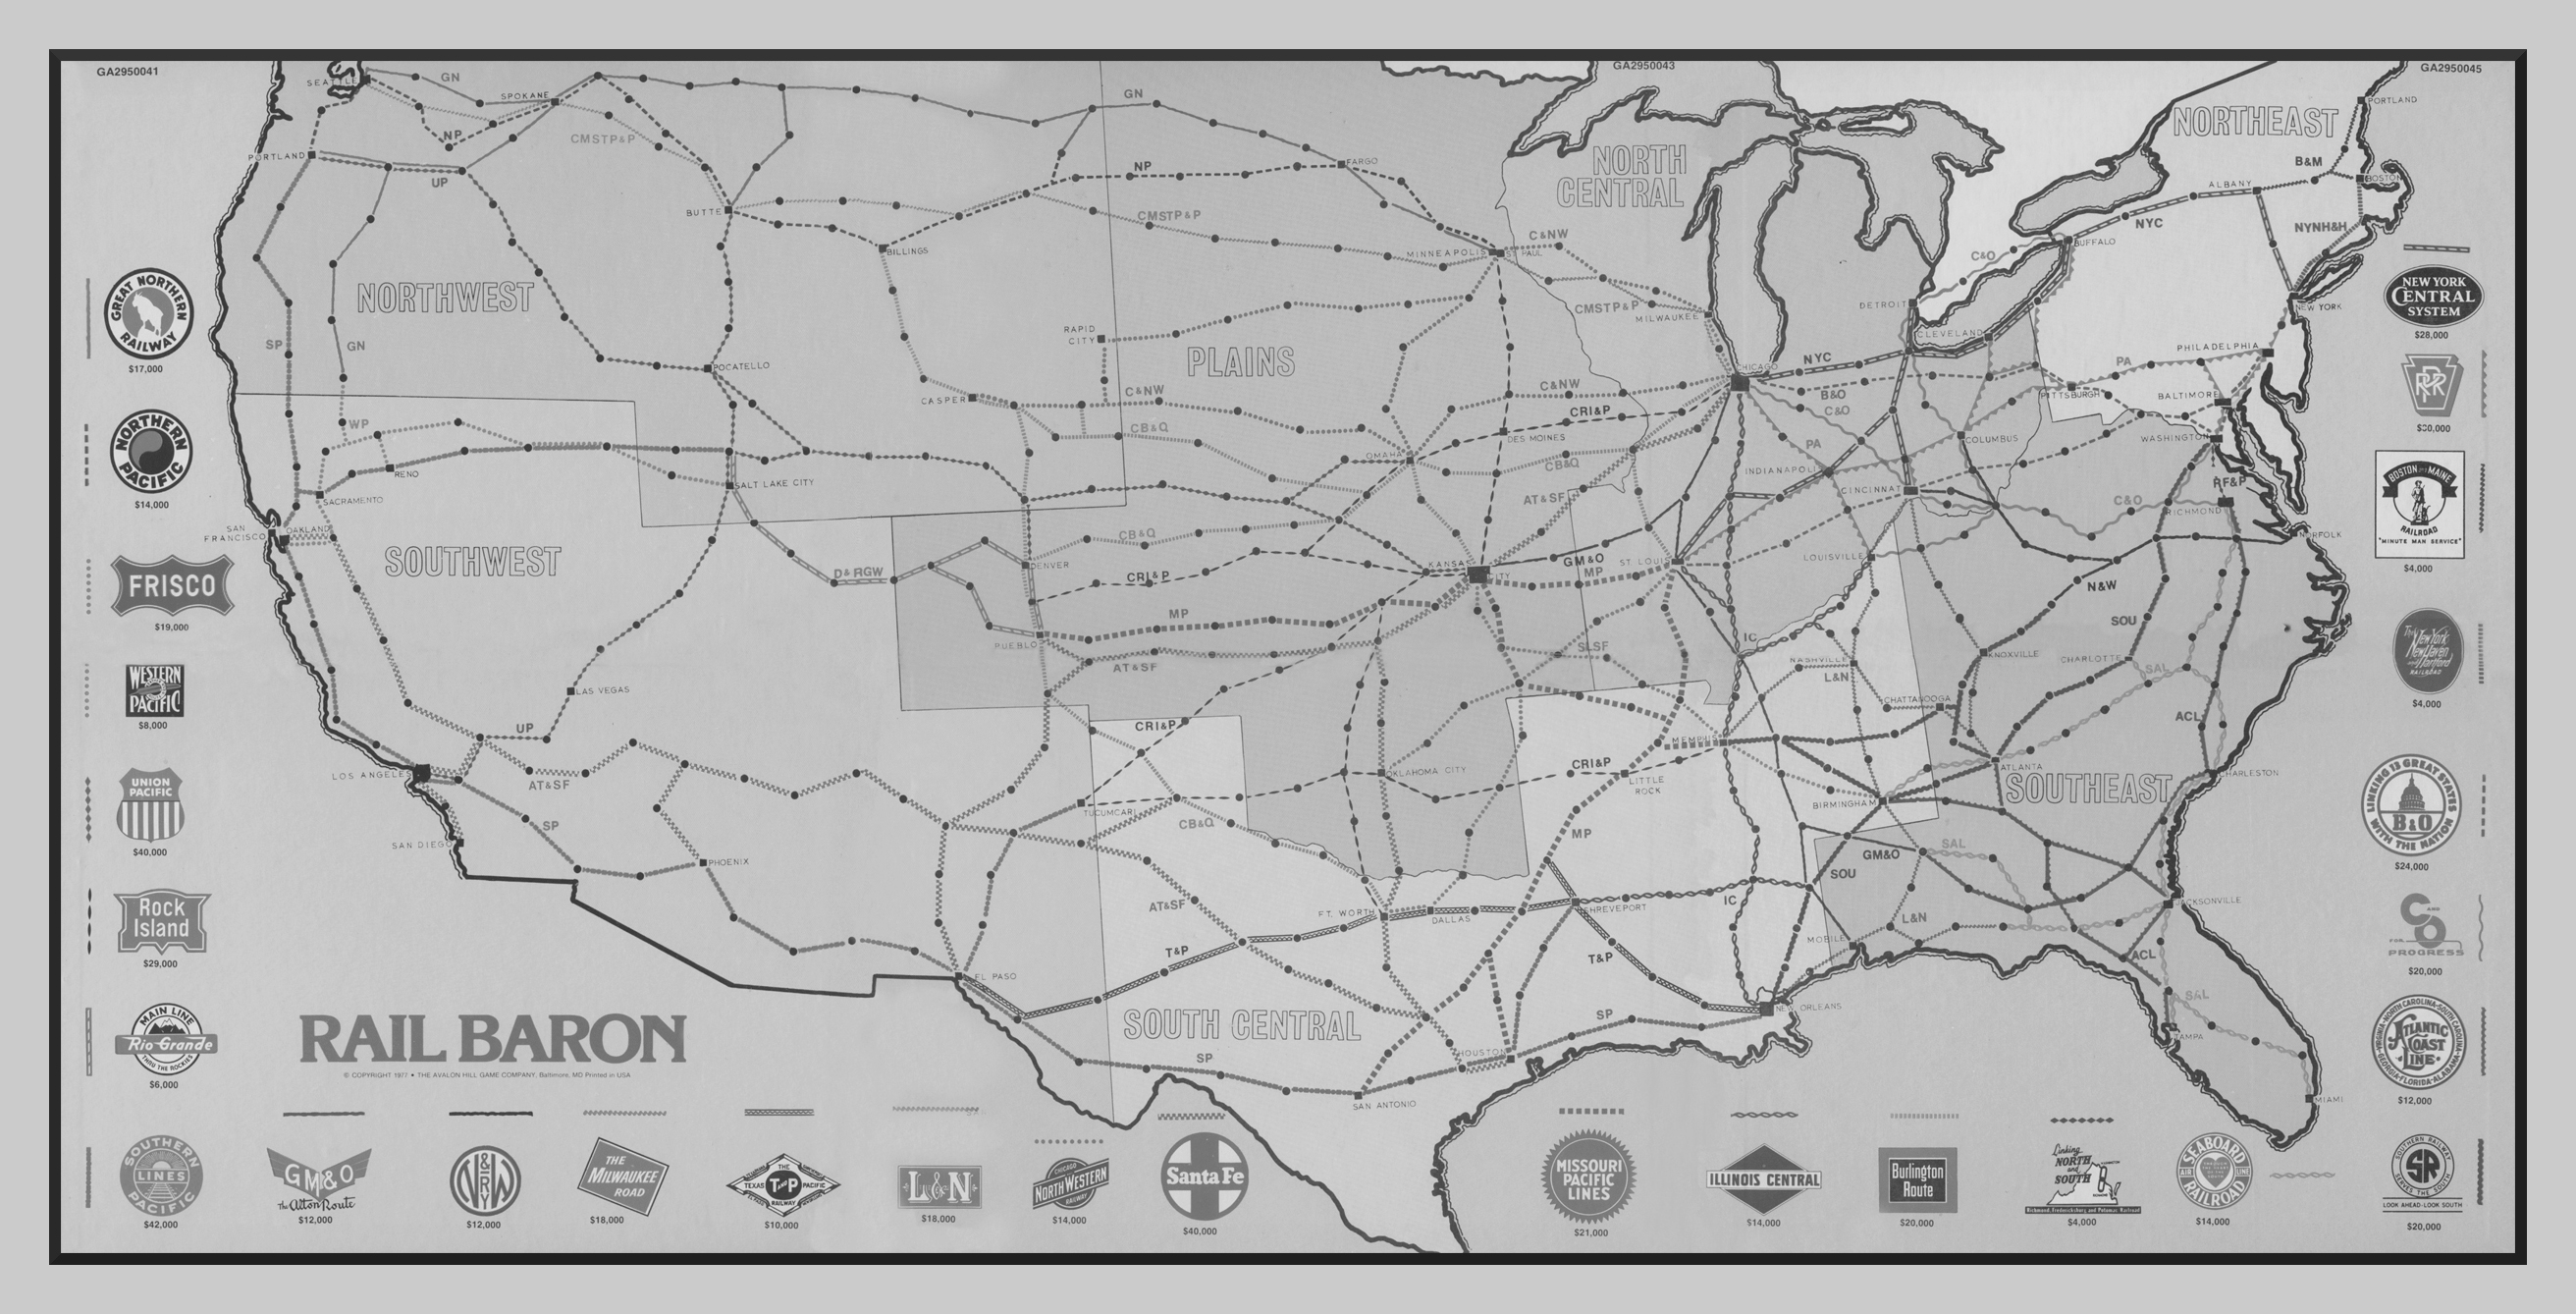 GA2950041
GA2950043
GA2950045
SEATTLE
GN
SPOKANE
NP
CMSTP&P
PORTLAND
UP
GN
NP
FARGO
BUTTE
CMSTP&P
BILLINGS
MINNEAPOLIS
ST. PAUL
C&NW
CMSTP&P
MILWAUKEE
NORTH
CENTRAL
NORTHEAST
PORTLAND
B&M
ALBANY
BOSTON
NYC
NYNH&H
BUFFALO
C&O
DETROIT
CLEVELAND
NEW YORK
NORTHWEST
SP
GN
RAPID
CITY
PLAINS
CHICAGO
NYC
PA
PHILADELPHIA
POCATELLO
CASPER
C&NW
C&NW
CRI&P
B&O
C&O
PITTSBURGH
BALTIMORE
WP
CB&Q
DES MOINES
PA
COLUMBUS
WASHINGTON
RENO
OMAHA
CB&Q
INDIANAPOLIS
SACRAMENTO
SALT LAKE CITY
AT&SF
CINCINNATI
RF&P
C&O
RICHMOND
SAN
FRANCISCO
OAKLAND
SOUTHWEST
CB&Q
NORFOLK
D&RGW
DENVER
CRI&P
KANSAS CITY
GM&O
MP
ST. LOUIS
LOUISVILLE
N&W
MP
SOU
PUEBLO
AT&SF
SLSF
IC
NASHVILLE
L&N
KNOXVILLE
CHARLOTTE
SAL
LAS VEGAS
CHATTANOOGA
UP
CRI&P
ACL
MEMPHIS
LOS ANGELES
AT&SF
OKLAHOMA CITY
CRI&P
LITTLE
ROCK
ATLANTA
CHARLESTON
SOUTHEAST
BIRMINGHAM
SP
TUCUMCARI
CB&Q
MP
SAN DIEGO
PHOENIX
GM&O
SAL
SOU
AT&SF
FT. WORTH
DALLAS
SHREVEPORT
IC
L&N
JACKSONVILLE
T&P
T&P
MOBILE
ACL
EL PASO
NEW ORLEANS
SAL
SOUTH CENTRAL
SP
SP
HOUSTON
TAMPA
SAN ANTONIO
MIAMI
RAIL BARON
© COPYRIGHT 1977 • THE AVALON HILL GAME COMPANY, Baltimore, MD Printed in USA
GREAT NORTHERN
RAILWAY
$17,000
NORTHERN
PACIFIC
$14,000
FRISCO
$19,000
WESTERN
PACIFIC
$8,000
UNION
PACIFIC
$40,000
Rock
Island
$29,000
MAIN LINE
Rio Grande
THRU THE ROCKIES
$6,000
SOUTHERN
LINES
PACIFIC
$42,000
GM&O
The Alton Route
$12,000
N&W
RY
$12,000
THE
MILWAUKEE
ROAD
$18,000
THE
TEXAS T AND P PACIFIC
RAILWAY
$10,000
L&N
$18,000
CHICAGO
NORTH WESTERN
RAILWAY
$14,000
Santa Fe
$40,000
MISSOURI
PACIFIC
LINES
$21,000
ILLINOIS CENTRAL
$14,000
Burlington
Route
$20,000
Linking
NORTH
and
SOUTH
Richmond, Fredericksburg and Potomac Railroad
$4,000
SEABOARD
AIR LINE
RAILROAD
$14,000
SOUTHERN RAILWAY
SR
SERVES THE SOUTH
LOOK AHEAD-LOOK SOUTH
$20,000
NEW YORK
CENTRAL
SYSTEM
$28,000
PRR
$30,000
BOSTON and MAINE
RAILROAD
"MINUTE MAN SERVICE"
$4,000
The New York
New Haven
and Hartford
RAILROAD
$4,000
LINKING 13 GREAT STATES
B&O
WITH THE NATION
$24,000
C AND O
FOR
PROGRESS
$20,000
VIRGINIA-NORTH CAROLINA-SOUTH CAROLINA
ATLANTIC
COAST
LINE
GEORGIA-FLORIDA-ALABAMA
$12,000